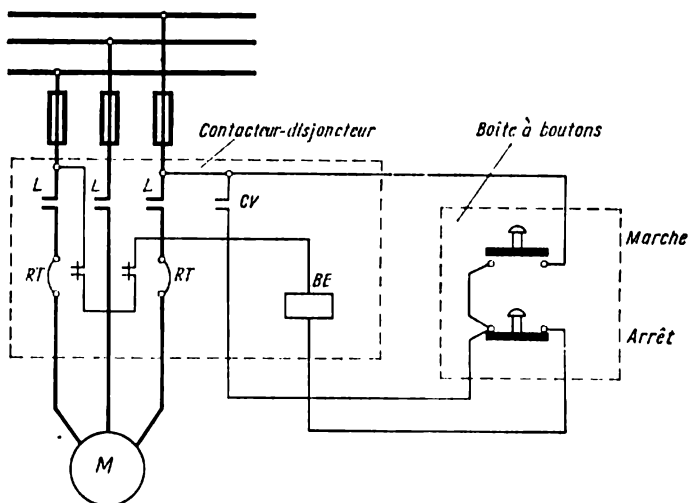 Contacteur-disjoncteur
Boîte à boutons
L L L CV
Marche
RT RT BE
Arrêt
M